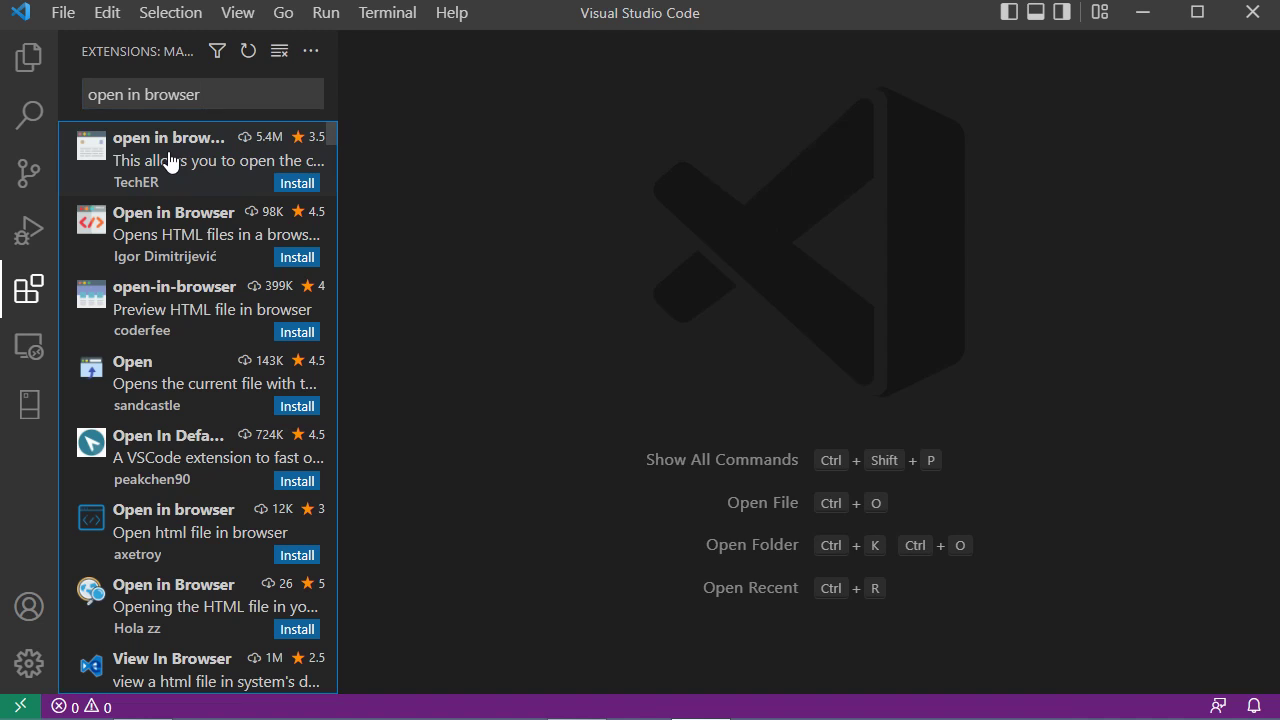 File Edit Selection View Go Run Terminal Help Visual Studio Code
EXTENSIONS: MA...
open in browser
open in brow... 5.4M 3.5
This allows you to open the c...
TechER Install
Open in Browser 98K 4.5
Opens HTML files in a brows...
Igor Dimitrijević Install
open-in-browser 399K 4
Preview HTML file in browser
coderfee Install
Open 143K 4.5
Opens the current file with t...
sandcastle Install
Open In Defa... 724K 4.5
A VSCode extension to fast o...
peakchen90 Install
Open in browser 12K 3
Open html file in browser
axetroy Install
Open in Browser 26 5
Opening the HTML file in yo...
Hola zz Install
View In Browser 1M 2.5
view a html file in system's d...
Show All Commands Ctrl + Shift + P
Open File Ctrl + O
Open Folder Ctrl + K Ctrl + O
Open Recent Ctrl + R
0 0